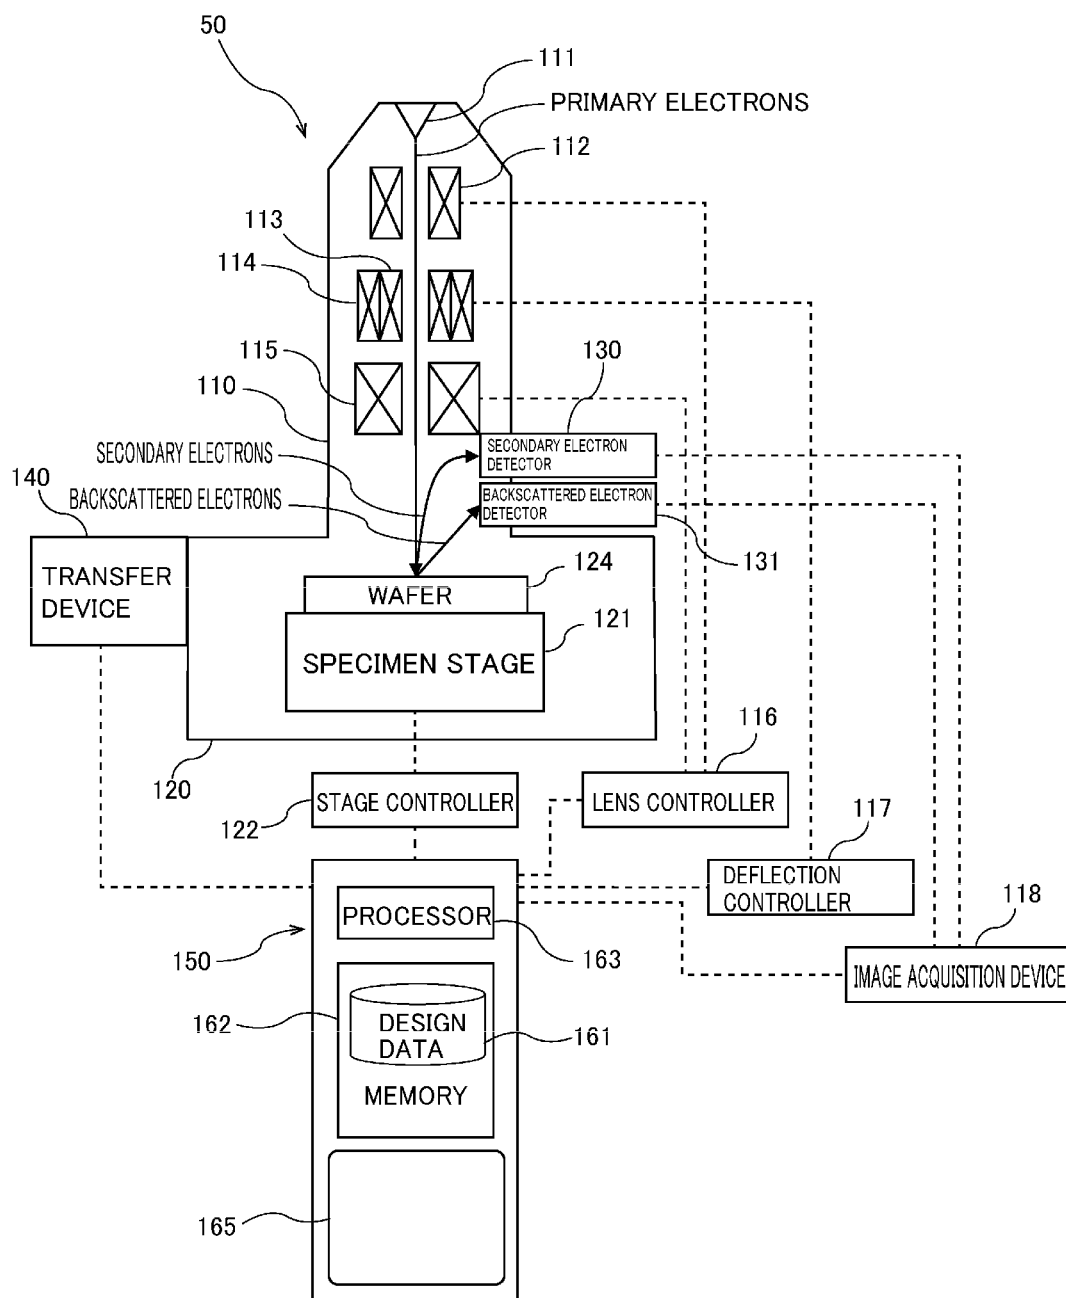 50
111
PRIMARY ELECTRONS
112
113
114
115
130
110
SECONDARY ELECTRONS
SECONDARY ELECTRON
DETECTOR
BACKSCATTERED ELECTRONS
BACKSCATTERED ELECTRON
DETECTOR
140
131
TRANSFER
DEVICE
124
WAFER
121
SPECIMEN STAGE
116
120
STAGE CONTROLLER
LENS CONTROLLER
122
117
DEFLECTION
CONTROLLER
PROCESSOR
118
150
163
IMAGE ACQUISITION DEVICE
162
DESIGN
DATA
161
MEMORY
165